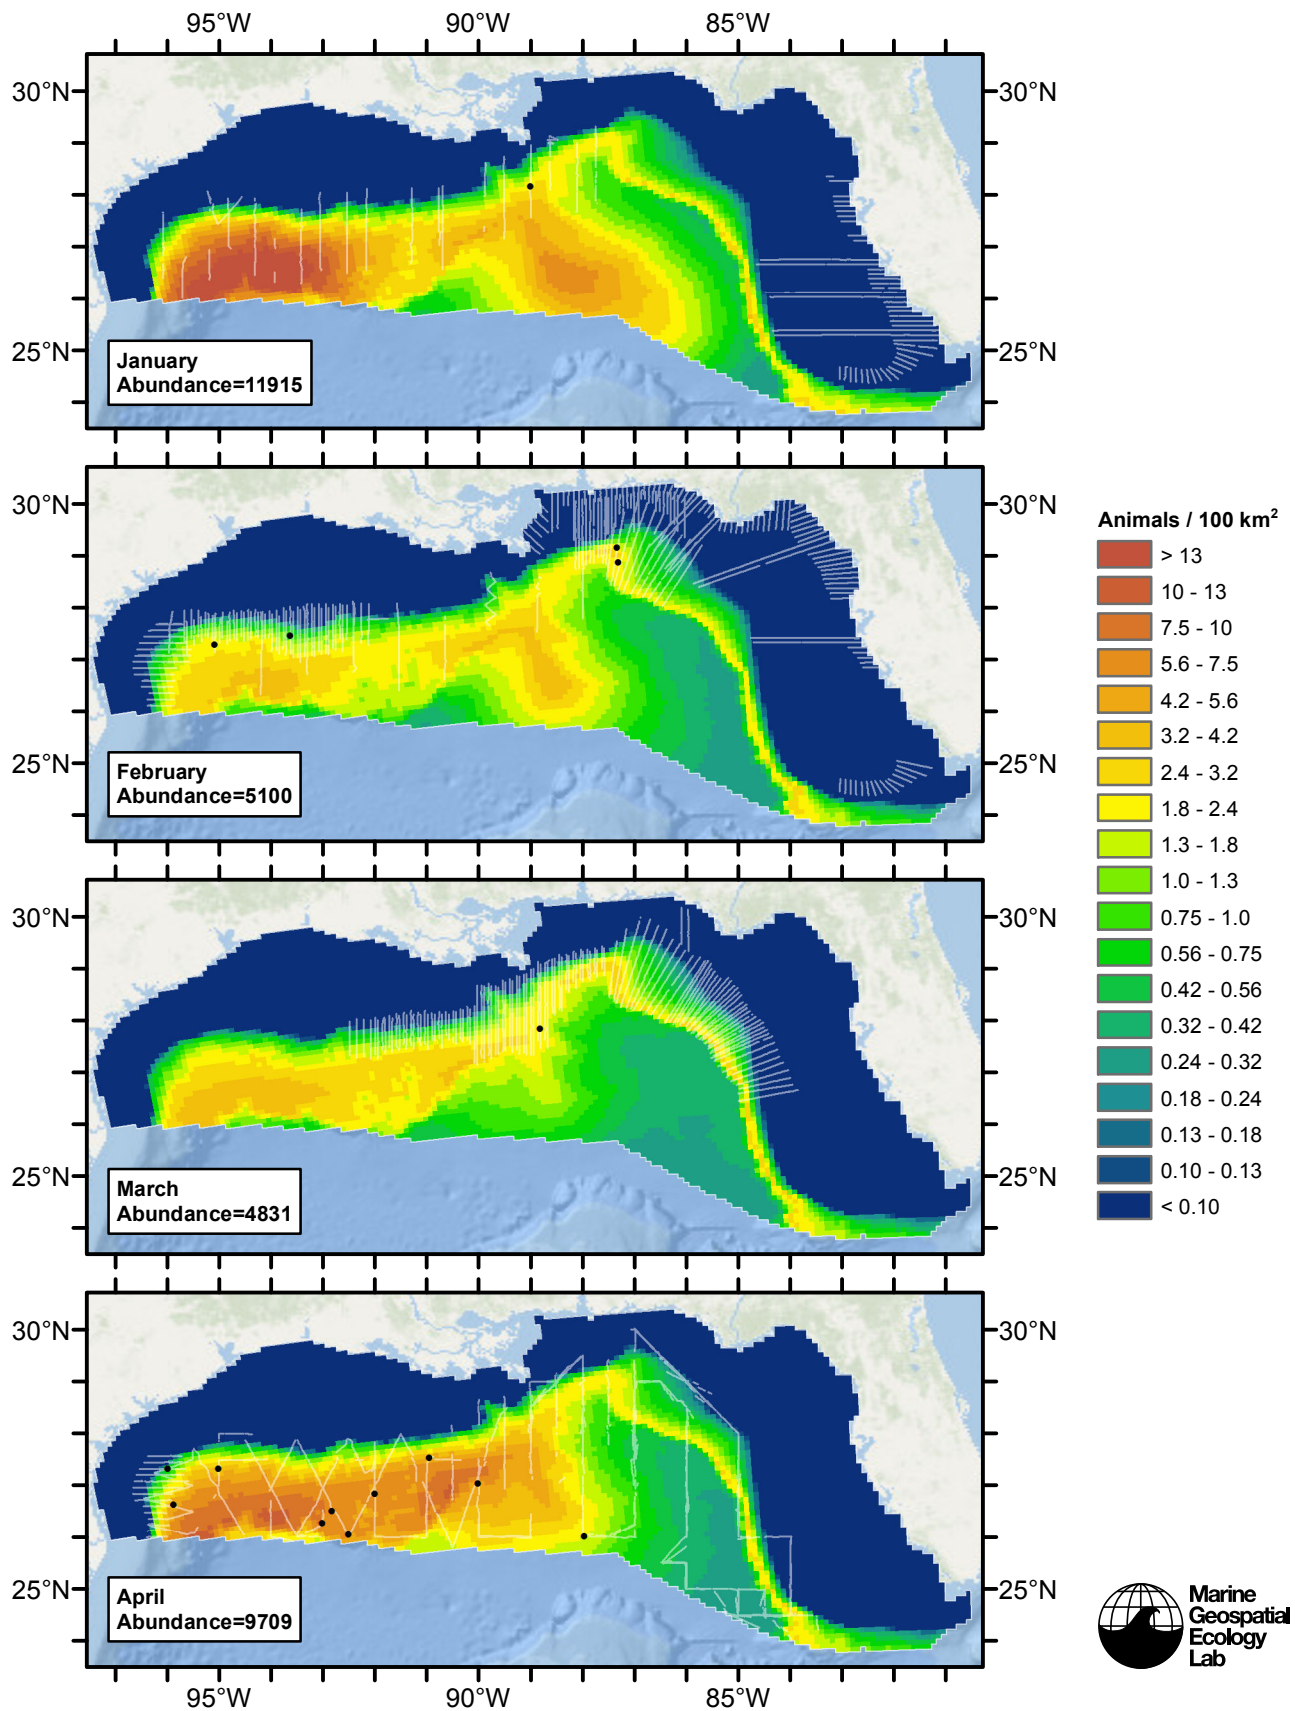 95°W 90°W 85°W
30°N 30°N
25°N 25°N
January
Abundance=11915
30°N 30°N
25°N 25°N
February
Abundance=5100
Animals / 100 km²
> 13
10 - 13
7.5 - 10
5.6 - 7.5
4.2 - 5.6
3.2 - 4.2
2.4 - 3.2
1.8 - 2.4
1.3 - 1.8
1.0 - 1.3
0.75 - 1.0
0.56 - 0.75
0.42 - 0.56
0.32 - 0.42
0.24 - 0.32
0.18 - 0.24
0.13 - 0.18
0.10 - 0.13
< 0.10
30°N 30°N
25°N 25°N
March
Abundance=4831
30°N 30°N
25°N 25°N
April
Abundance=9709
95°W 90°W 85°W
Marine
Geospatial
Ecology
Lab